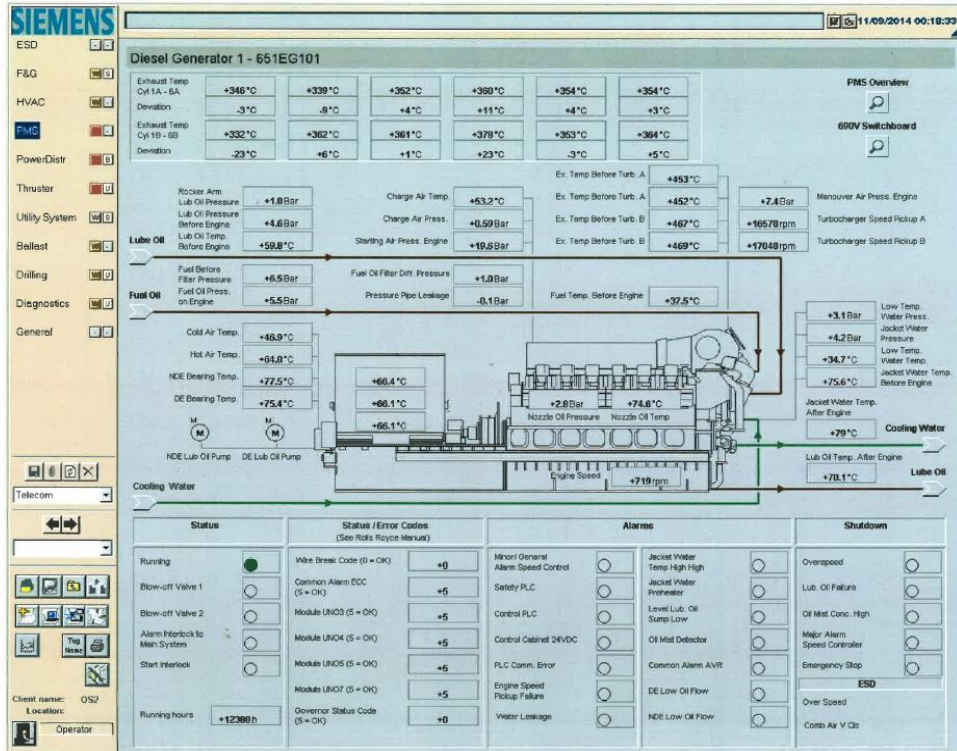 SIEMENS
11/09/2014 00:18:33
ESD
F&G
HVAC
PMS
PowerDistr
Thruster
Utility System
Ballast
Drilling
Diagnostics
General
Telecom
Tag Name
Client name: OS2
Location:
Operator
Diesel Generator 1 - 651EG101
Exhaust Temp Cyl 1A - 6A +346°C +339°C +352°C +360°C +354°C +354°C
Deviation -3°C -9°C +4°C +11°C +4°C +3°C
Exhaust Temp Cyl 1B - 6B +332°C +362°C +361°C +378°C +353°C +364°C
Deviation -23°C +6°C +1°C +23°C -3°C +5°C
PMS Overview
690V Switchboard
Rocker Arm Lub Oil Pressure +1.0Bar
Lub Oil Pressure Before Engine +4.6Bar
Lub Oil Temp. Before Engine +59.8°C
Charge Air Temp. +53.2°C
Charge Air Press. +0.59Bar
Starting Air Press. Engine
Ex. Temp Before Turb. A +453°C
Ex. Temp Before Turb. A +452°C
Ex. Temp Before Turb. B +467°C
Ex. Temp Before Turb. B +469°C
+7.4Bar Menouver Air Press. Engine
+16570rpm Turbocharger Speed Pickup A
+17040rpm Turbocharger Speed Pickup B
Lube Oil
Fuel Before Filter Pressure +6.5Bar
Fuel Oil Press. on Engine +5.5Bar
Fuel Oil Filter Diff. Pressure +1.0Bar
Pressure Pipe Leakage -0.1Bar
Fuel Temp. Before Engine +37.5°C
Fuel Oil
+3.1Bar Low Temp. Water Press.
+4.2Bar Jacket Water Pressure
+34.7°C Low Temp. Water Temp.
+75.6°C Jacket Water Temp Before Engine
Cold Air Temp. +46.9°C
Hot Air Temp. +64.0°C
NDE Bearing Temp. +77.5°C
DE Bearing Temp. +75.4°C
+66.4°C
+66.1°C
+66.1°C
+2.8Bar +74.6°C
Nozzle Oil Pressure Nozzle Oil Temp
Jacket Water Temp. After Engine
+79°C
Cooling Water
M M
M M
NDE Lub Oil Pump DE Lub Oil Pump
Lub Oil Temp. After Engine
+70.1°C
Lube Oil
Engine Speed +719rpm
Cooling Water
Status
Running
Blow-off Valve 1
Blow-off Valve 2
Alarm Interlock to Main System
Start Interlock
Running hours +12380h
Status / Error Codes
(See Rolls Royce Manual)
Wire Break Code (0 = OK) +0
Common Alarm ECC (5 = OK) +5
Module UNO3 (5 = OK) +5
Module UNO4 (5 = OK) +5
Module UNO5 (5 = OK) +5
Module UNO7 (5 = OK) +5
Governor Status Code (5 = OK) +0
Alarms
Minor/ General Alarm Speed Control
Safety PLC
Control PLC
Control Cabinet 24VDC
PLC Comm. Error
Engine Speed Pickup Failure
Water Leakage
Jacket Water Temp High High
Jacket Water Preheater
Level Lub. Oil Sump Low
Oil Mist Detector
Common Alarm AVR
DE Low Oil Flow
NDE Low Oil Flow
Shutdown
Overspeed
Lub. Oil Failure
Oil Mist Conc. High
Major Alarm Speed Controller
Emergency Stop
ESD
Over Speed
Comb Air V Cls